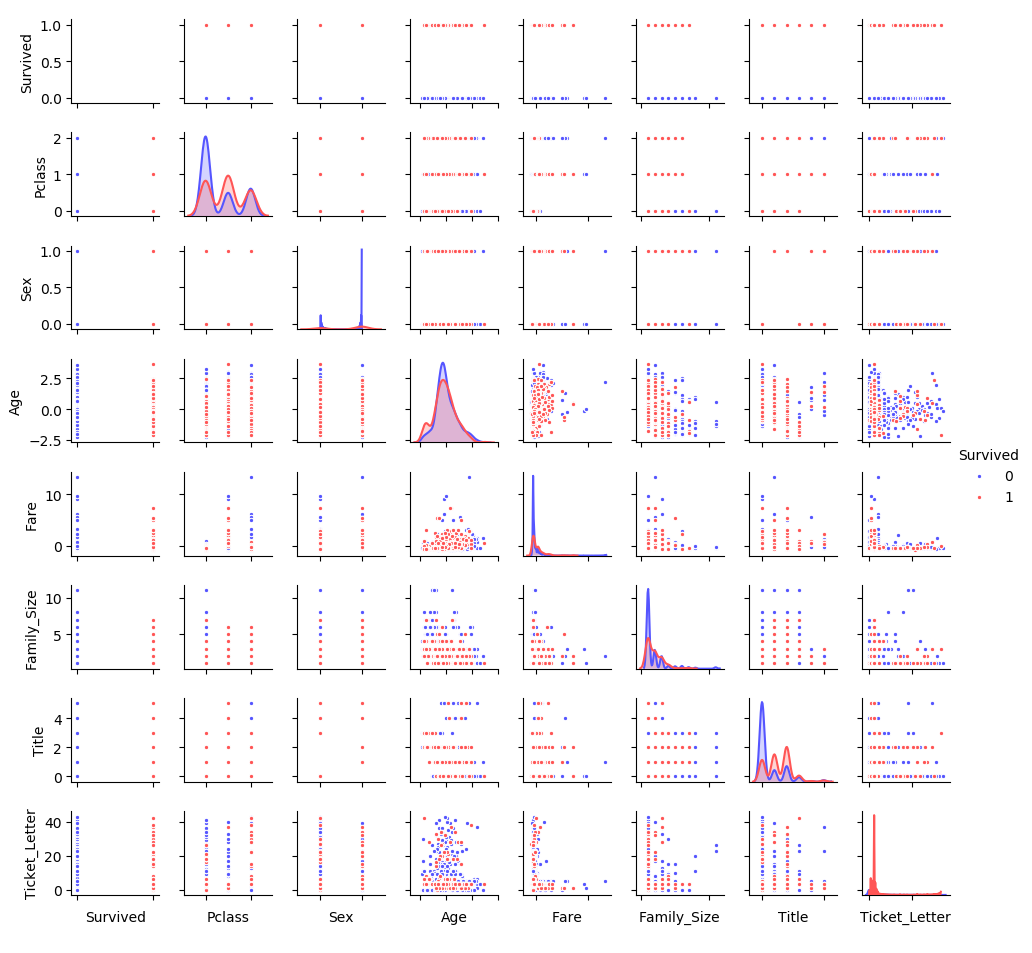 Survived
1.0
0.5
0.0
Pclass
2
1
0
Sex
1.0
0.5
0.0
Age
2.5
0.0
−2.5
Survived
0
1
Fare
10
0
Family_Size
10
5
Title
4
2
0
Ticket_Letter
40
20
0
Survived Pclass Sex Age Fare Family_Size Title Ticket_Letter